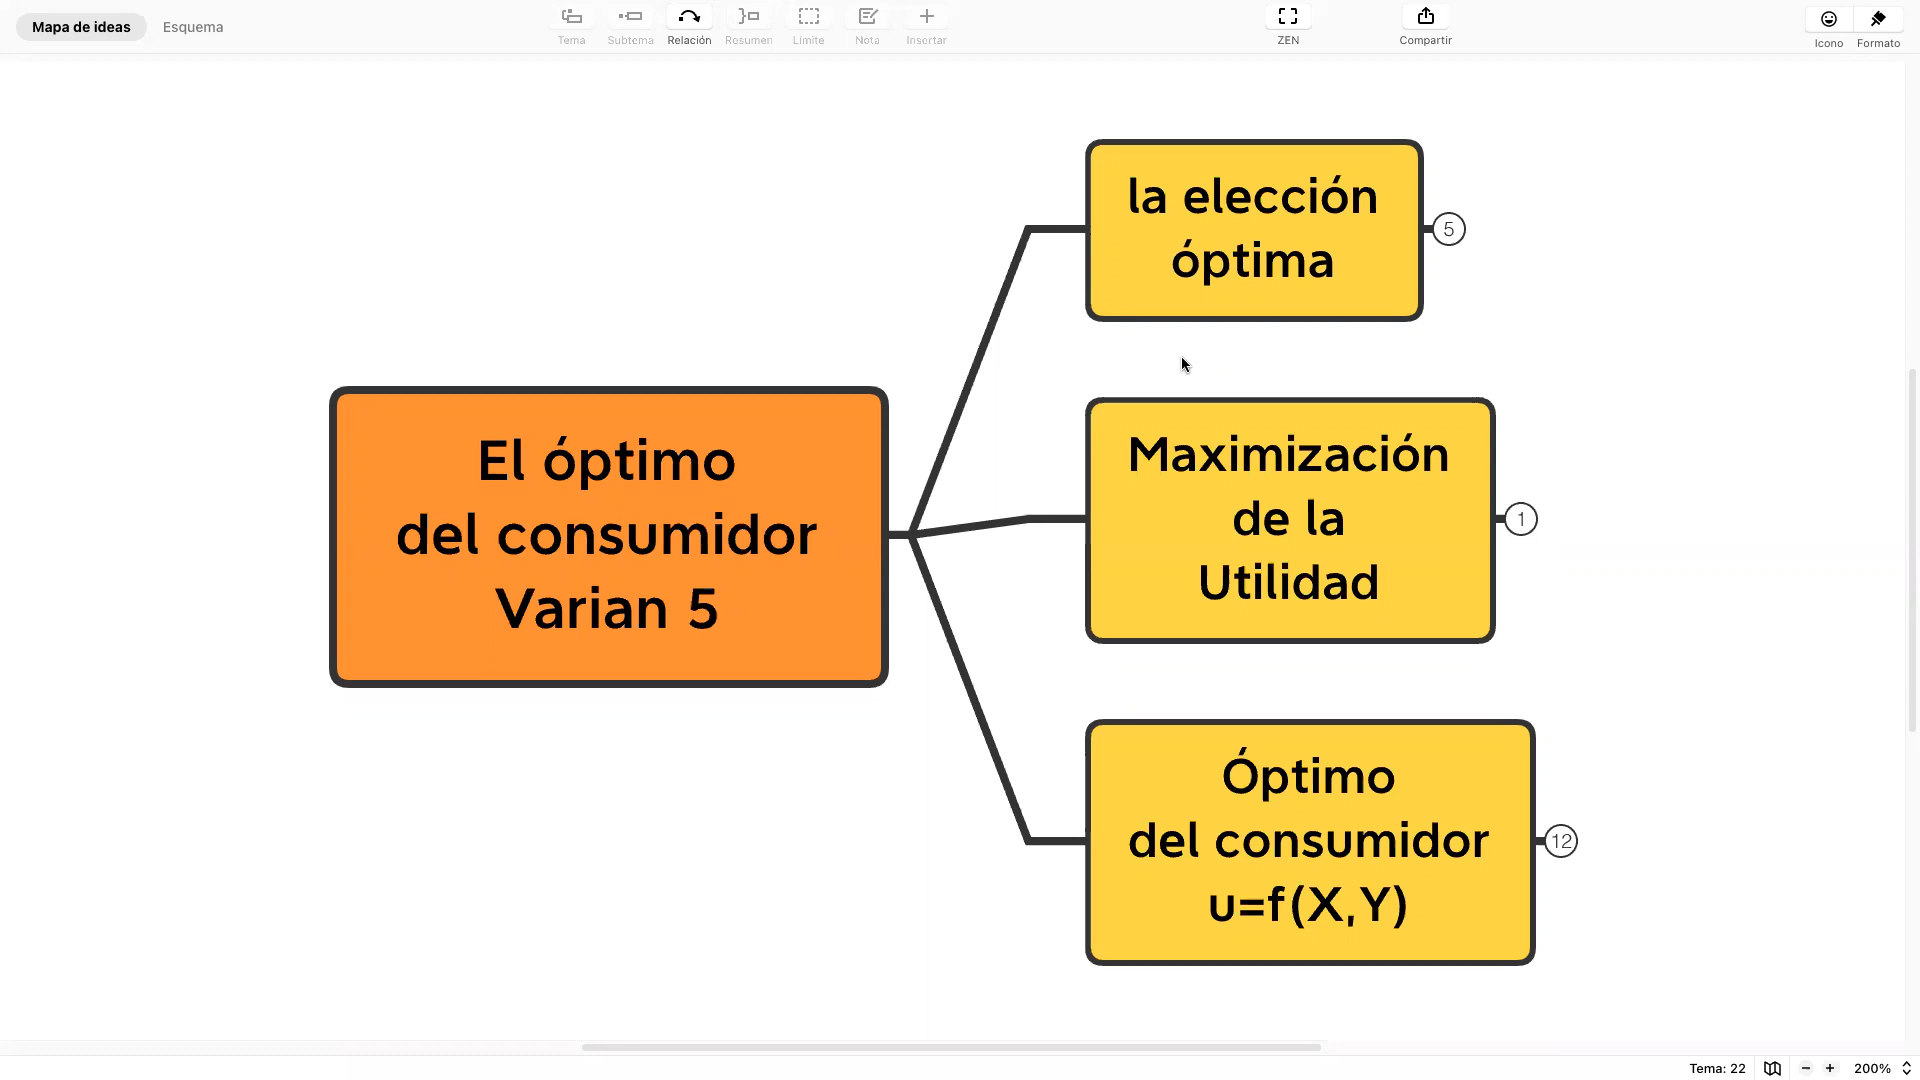 Mapa de ideas
Esquema
Tema
Subtema
Relación
Resumen
Límite
Nota
Insertar
ZEN
Compartir
Icono
Formato
la elección
óptima
5
El óptimo
del consumidor
Varian 5
Maximización
de la
Utilidad
1
Óptimo
del consumidor
u=f(X,Y)
12
Tema: 22
200%